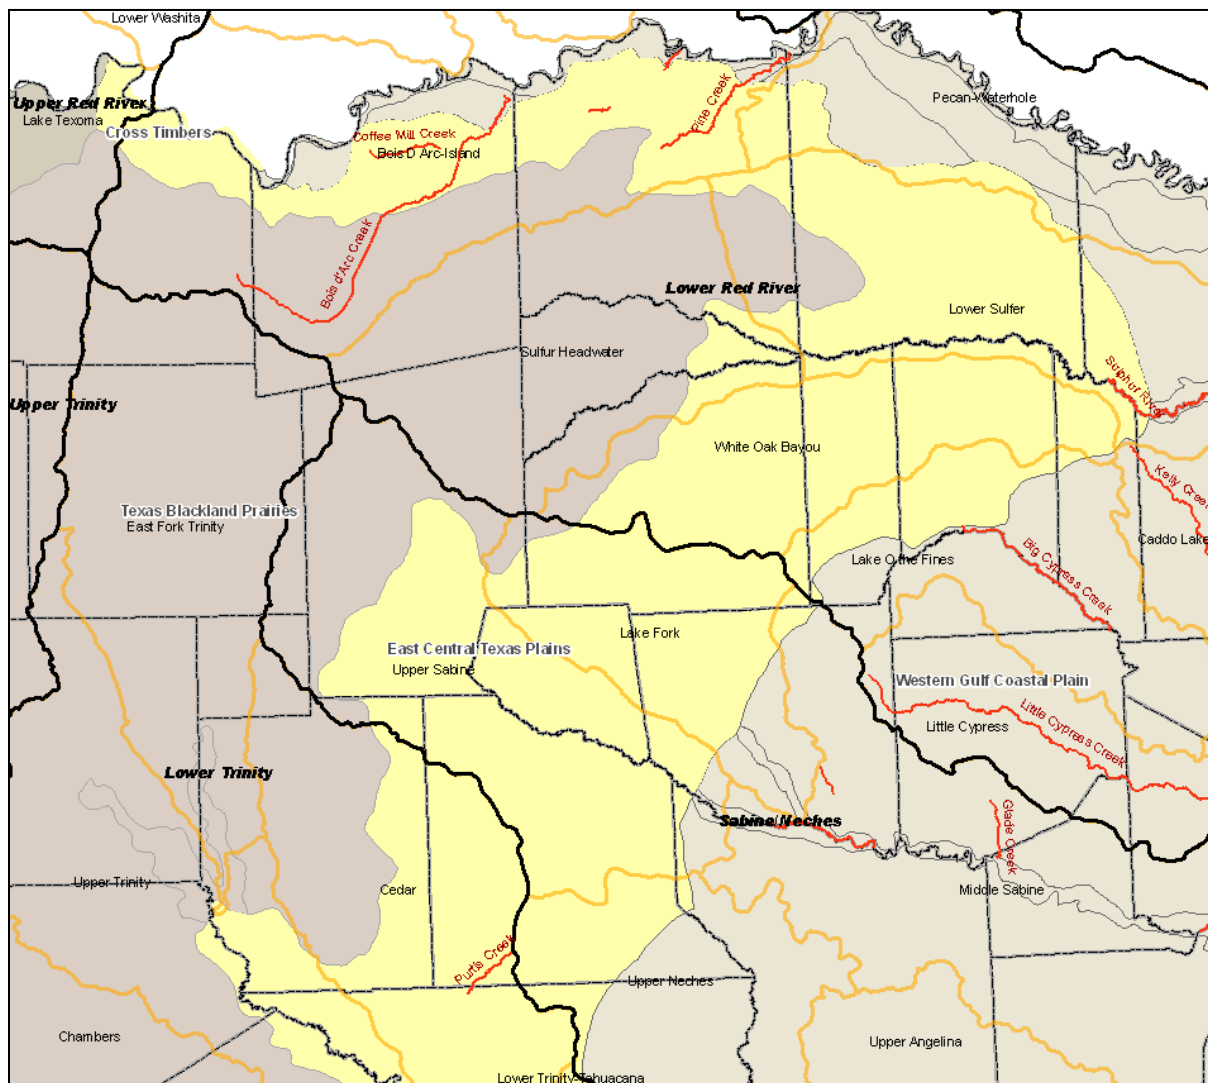 Lower Washita
Upper Red River
Lake Texoma
Cross Timbers
Pecan-Waterhole
Pine Creek
Coffee Mill Creek
Bois D Arc-Island
Bois d'Arc Creek
Lower Red River
Lower Sulfer
Sulfur Headwater
Sulphur River
Upper Trinity
White Oak Bayou
Kelly Creek
Texas Blackland Prairies
East Fork Trinity
Caddo Lake
Lake O the Fines
Big Cypress Creek
Lake Fork
East Central Texas Plains
Upper Sabine
Western Gulf Coastal Plain
Little Cypress Creek
Little Cypress
Lower Trinity
Sabine Neches
Glade Creek
Upper Trinity
Cedar
Middle Sabine
Purtis Creek
Upper Neches
Chambers
Upper Angelina
Lower Trinity-Tehuacana